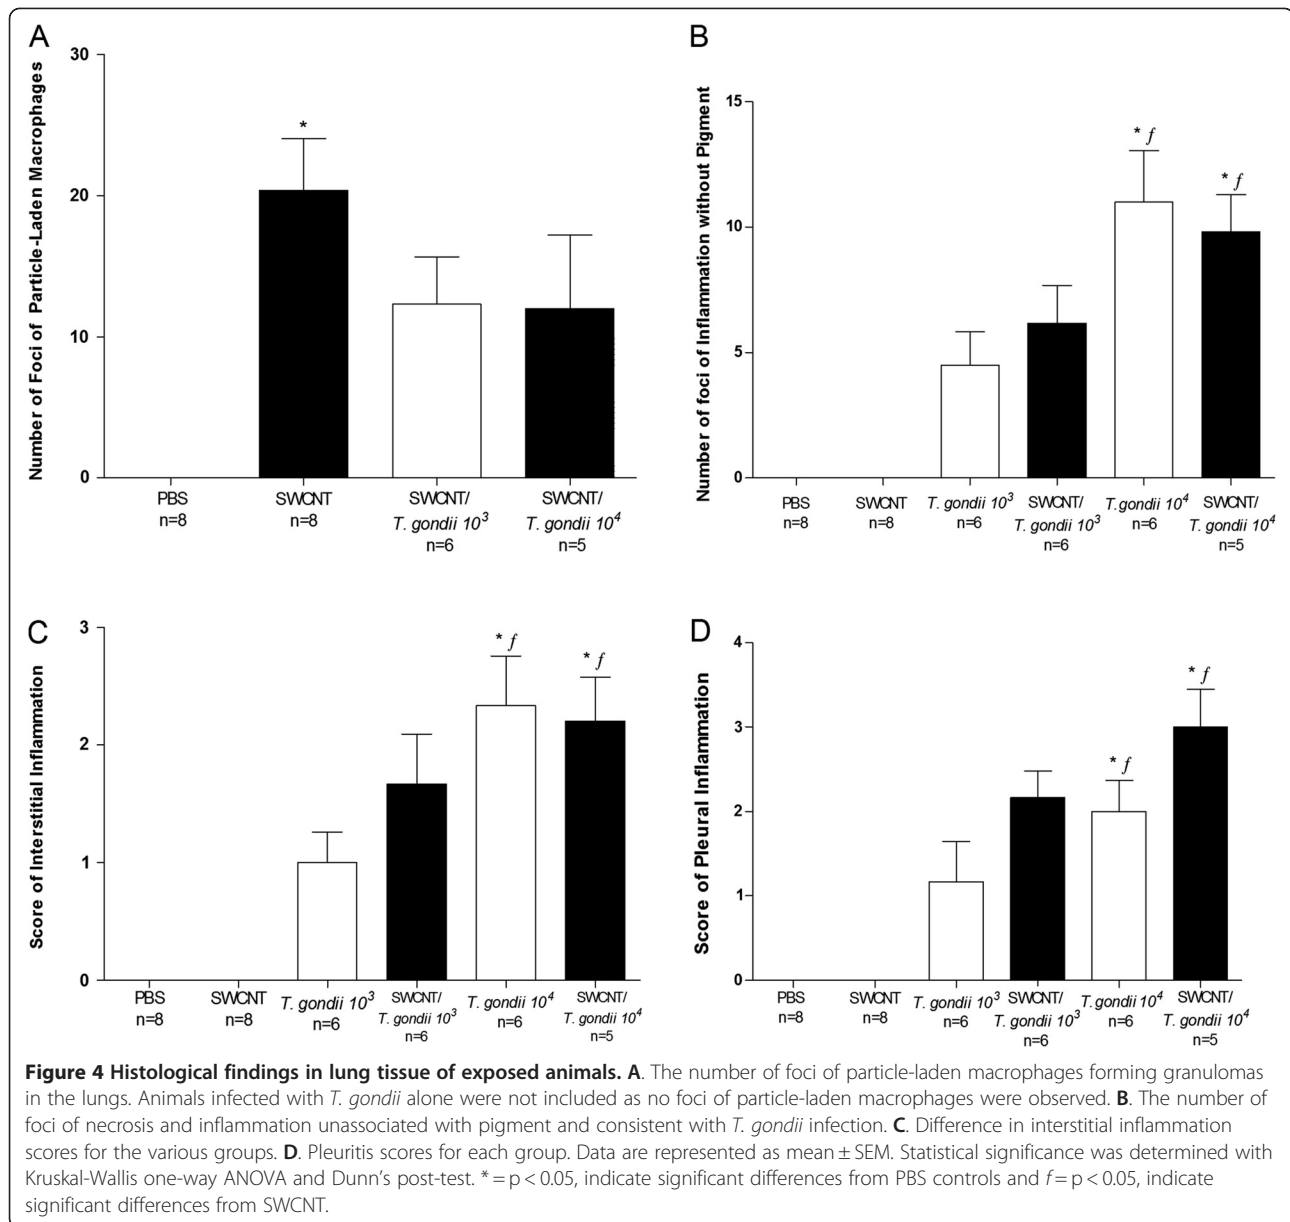 A
Number of Foci of Particle-Laden Macrophages
30
20
10
0
*
PBS
n=8
SWCNT
n=8
SWCNT/
T. gondii 10³
n=6
SWCNT/
T. gondii 10⁴
n=5
B
Number of foci of Inflammation without Pigment
15
10
5
0
* f
* f
PBS
n=8
SWCNT
n=8
T. gondii 10³
n=6
SWCNT/
T. gondii 10³
n=6
T. gondii 10⁴
n=6
SWCNT/
T. gondii 10⁴
n=5
C
Score of Interstitial Inflammation
3
2
1
0
* f
* f
PBS
n=8
SWCNT
n=8
T. gondii 10³
n=6
SWCNT/
T. gondii 10³
n=6
T. gondii 10⁴
n=6
SWCNT/
T. gondii 10⁴
n=5
D
Score of Pleural Inflammation
4
3
2
1
0
* f
* f
PBS
n=8
SWCNT
n=8
T. gondii 10³
n=6
SWCNT/
T. gondii 10³
n=6
T. gondii 10⁴
n=6
SWCNT/
T. gondii 10⁴
n=5
Figure 4 Histological findings in lung tissue of exposed animals. A. The number of foci of particle-laden macrophages forming granulomas
in the lungs. Animals infected with T. gondii alone were not included as no foci of particle-laden macrophages were observed. B. The number of
foci of necrosis and inflammation unassociated with pigment and consistent with T. gondii infection. C. Difference in interstitial inflammation
scores for the various groups. D. Pleuritis scores for each group. Data are represented as mean ± SEM. Statistical significance was determined with
Kruskal-Wallis one-way ANOVA and Dunn's post-test. * = p < 0.05, indicate significant differences from PBS controls and f = p < 0.05, indicate
significant differences from SWCNT.